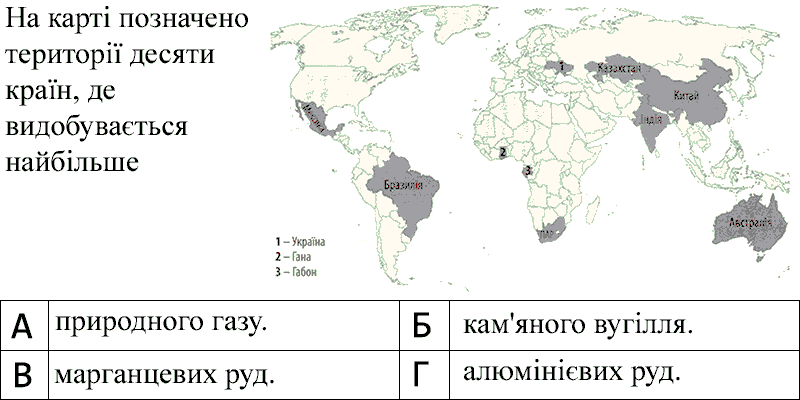 На карті позначено
території десяти
країн, де
видобувається
найбільше
1
Казахстан
Китай
Мексика
Індія
2
3
Бразилія
Австралія
ПАР
1 – Україна
2 – Гана
3 – Габон
А природного газу.
Б кам'яного вугілля.
В марганцевих руд.
Г алюмінієвих руд.